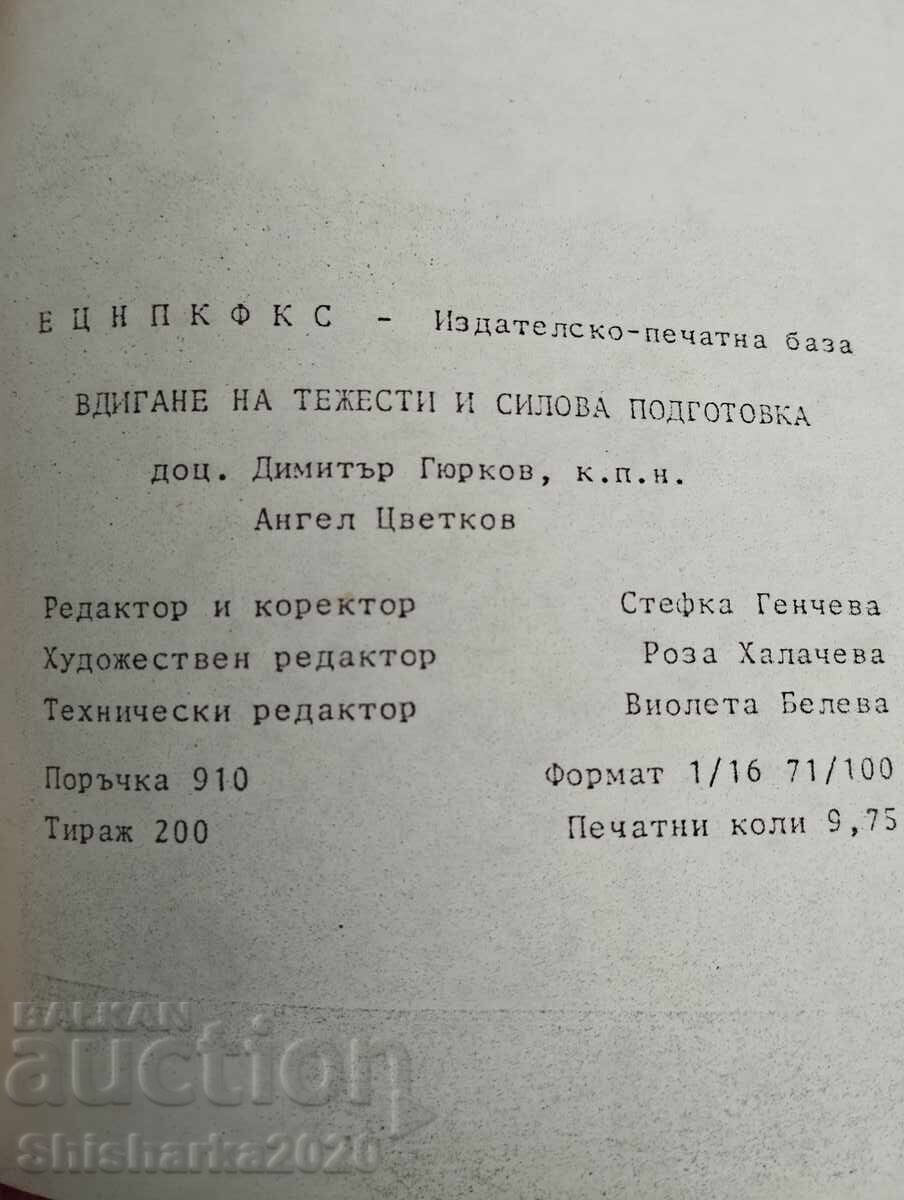 Е Ц Н П К Ф К С - Издателско-печатна база
ВДИГАНЕ НА ТЕЖЕСТИ И СИЛОВА ПОДГОТОВКА
доц. Димитър Гюрков, к.п.н.
Ангел Цветков
Редактор и коректор Стефка Генчева
Художествен редактор Роза Халачева
Технически редактор Виолета Белева
Поръчка 910 Формат 1/16 71/100
Тираж 200 Печатни коли 9,75
BALKAN
auction
Shisharka2020